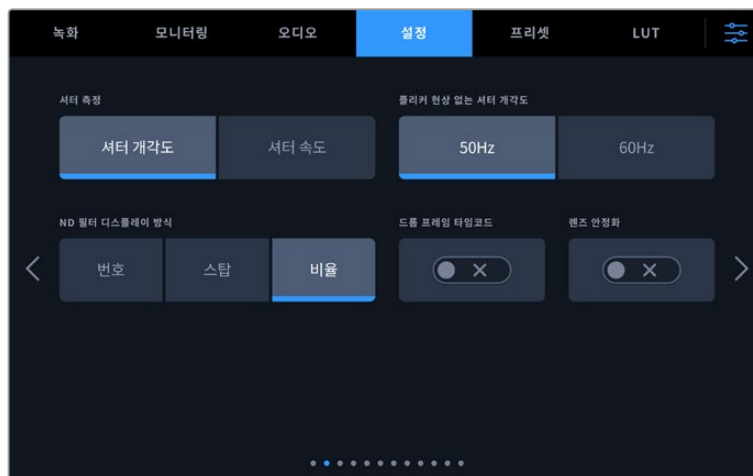 녹화 모니터링 오디오 설정 프리셋 LUT
셔터 측정 플리커 현상 없는 셔터 개각도
셔터 개각도 셔터 속도 50Hz 60Hz
ND 필터 디스플레이 방식 드롭 프레임 타임코드 렌즈 안정화
번호 스탑 비율